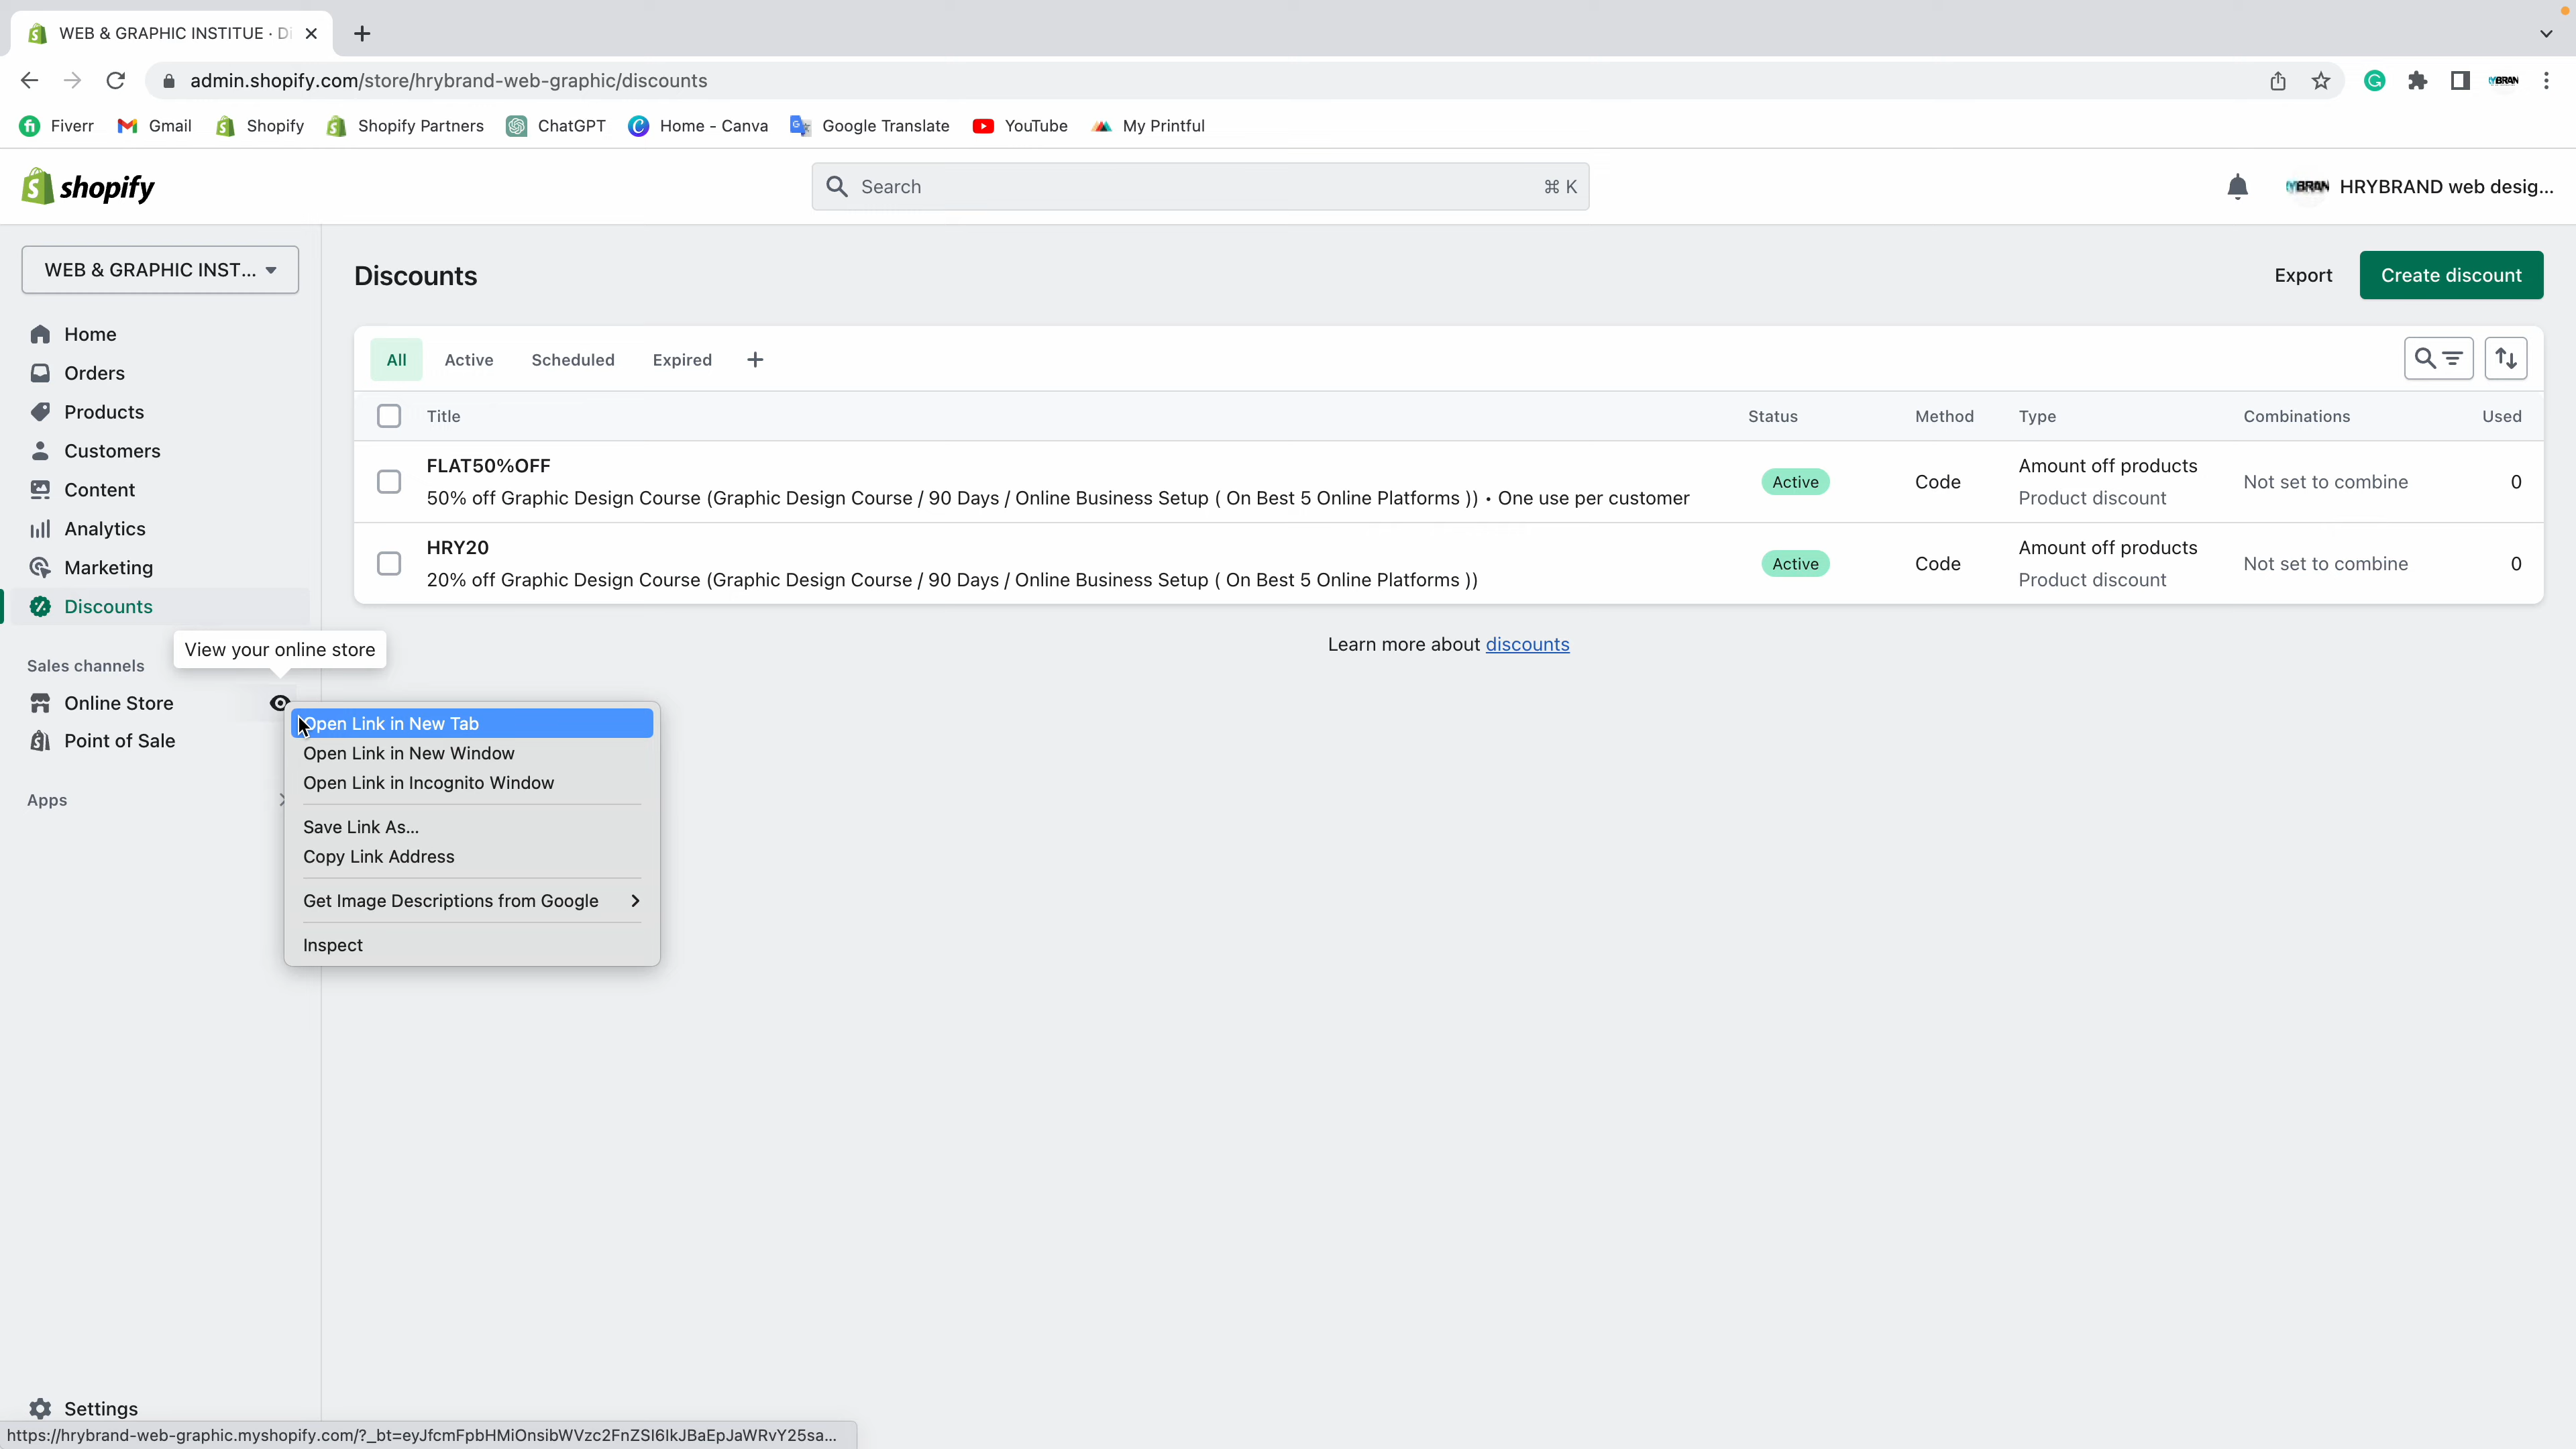 WEB & GRAPHIC INSTITUE · Di
admin.shopify.com/store/hrybrand-web-graphic/discounts
Fiverr Gmail Shopify Shopify Partners ChatGPT Home - Canva Google Translate YouTube My Printful
shopify Search ⌘ K HRYBRAND web desig...
WEB & GRAPHIC INST...
Home
Orders
Products
Customers
Content
Analytics
Marketing
Discounts
Sales channels
View your online store
Online Store
Point of Sale
Apps
Settings
Discounts Export Create discount
All Active Scheduled Expired +
Title Status Method Type Combinations Used
FLAT50%OFF
50% off Graphic Design Course (Graphic Design Course / 90 Days / Online Business Setup ( On Best 5 Online Platforms )) • One use per customer
Active Code Amount off products Not set to combine 0
Product discount
HRY20
20% off Graphic Design Course (Graphic Design Course / 90 Days / Online Business Setup ( On Best 5 Online Platforms ))
Active Code Amount off products Not set to combine 0
Product discount
Learn more about discounts
Open Link in New Tab
Open Link in New Window
Open Link in Incognito Window
Save Link As...
Copy Link Address
Get Image Descriptions from Google
Inspect
https://hrybrand-web-graphic.myshopify.com/?_bt=eyJfcmFpbHMiOnsibWVzc2FnZSI6IkJBaEpJaWRvY25sa...